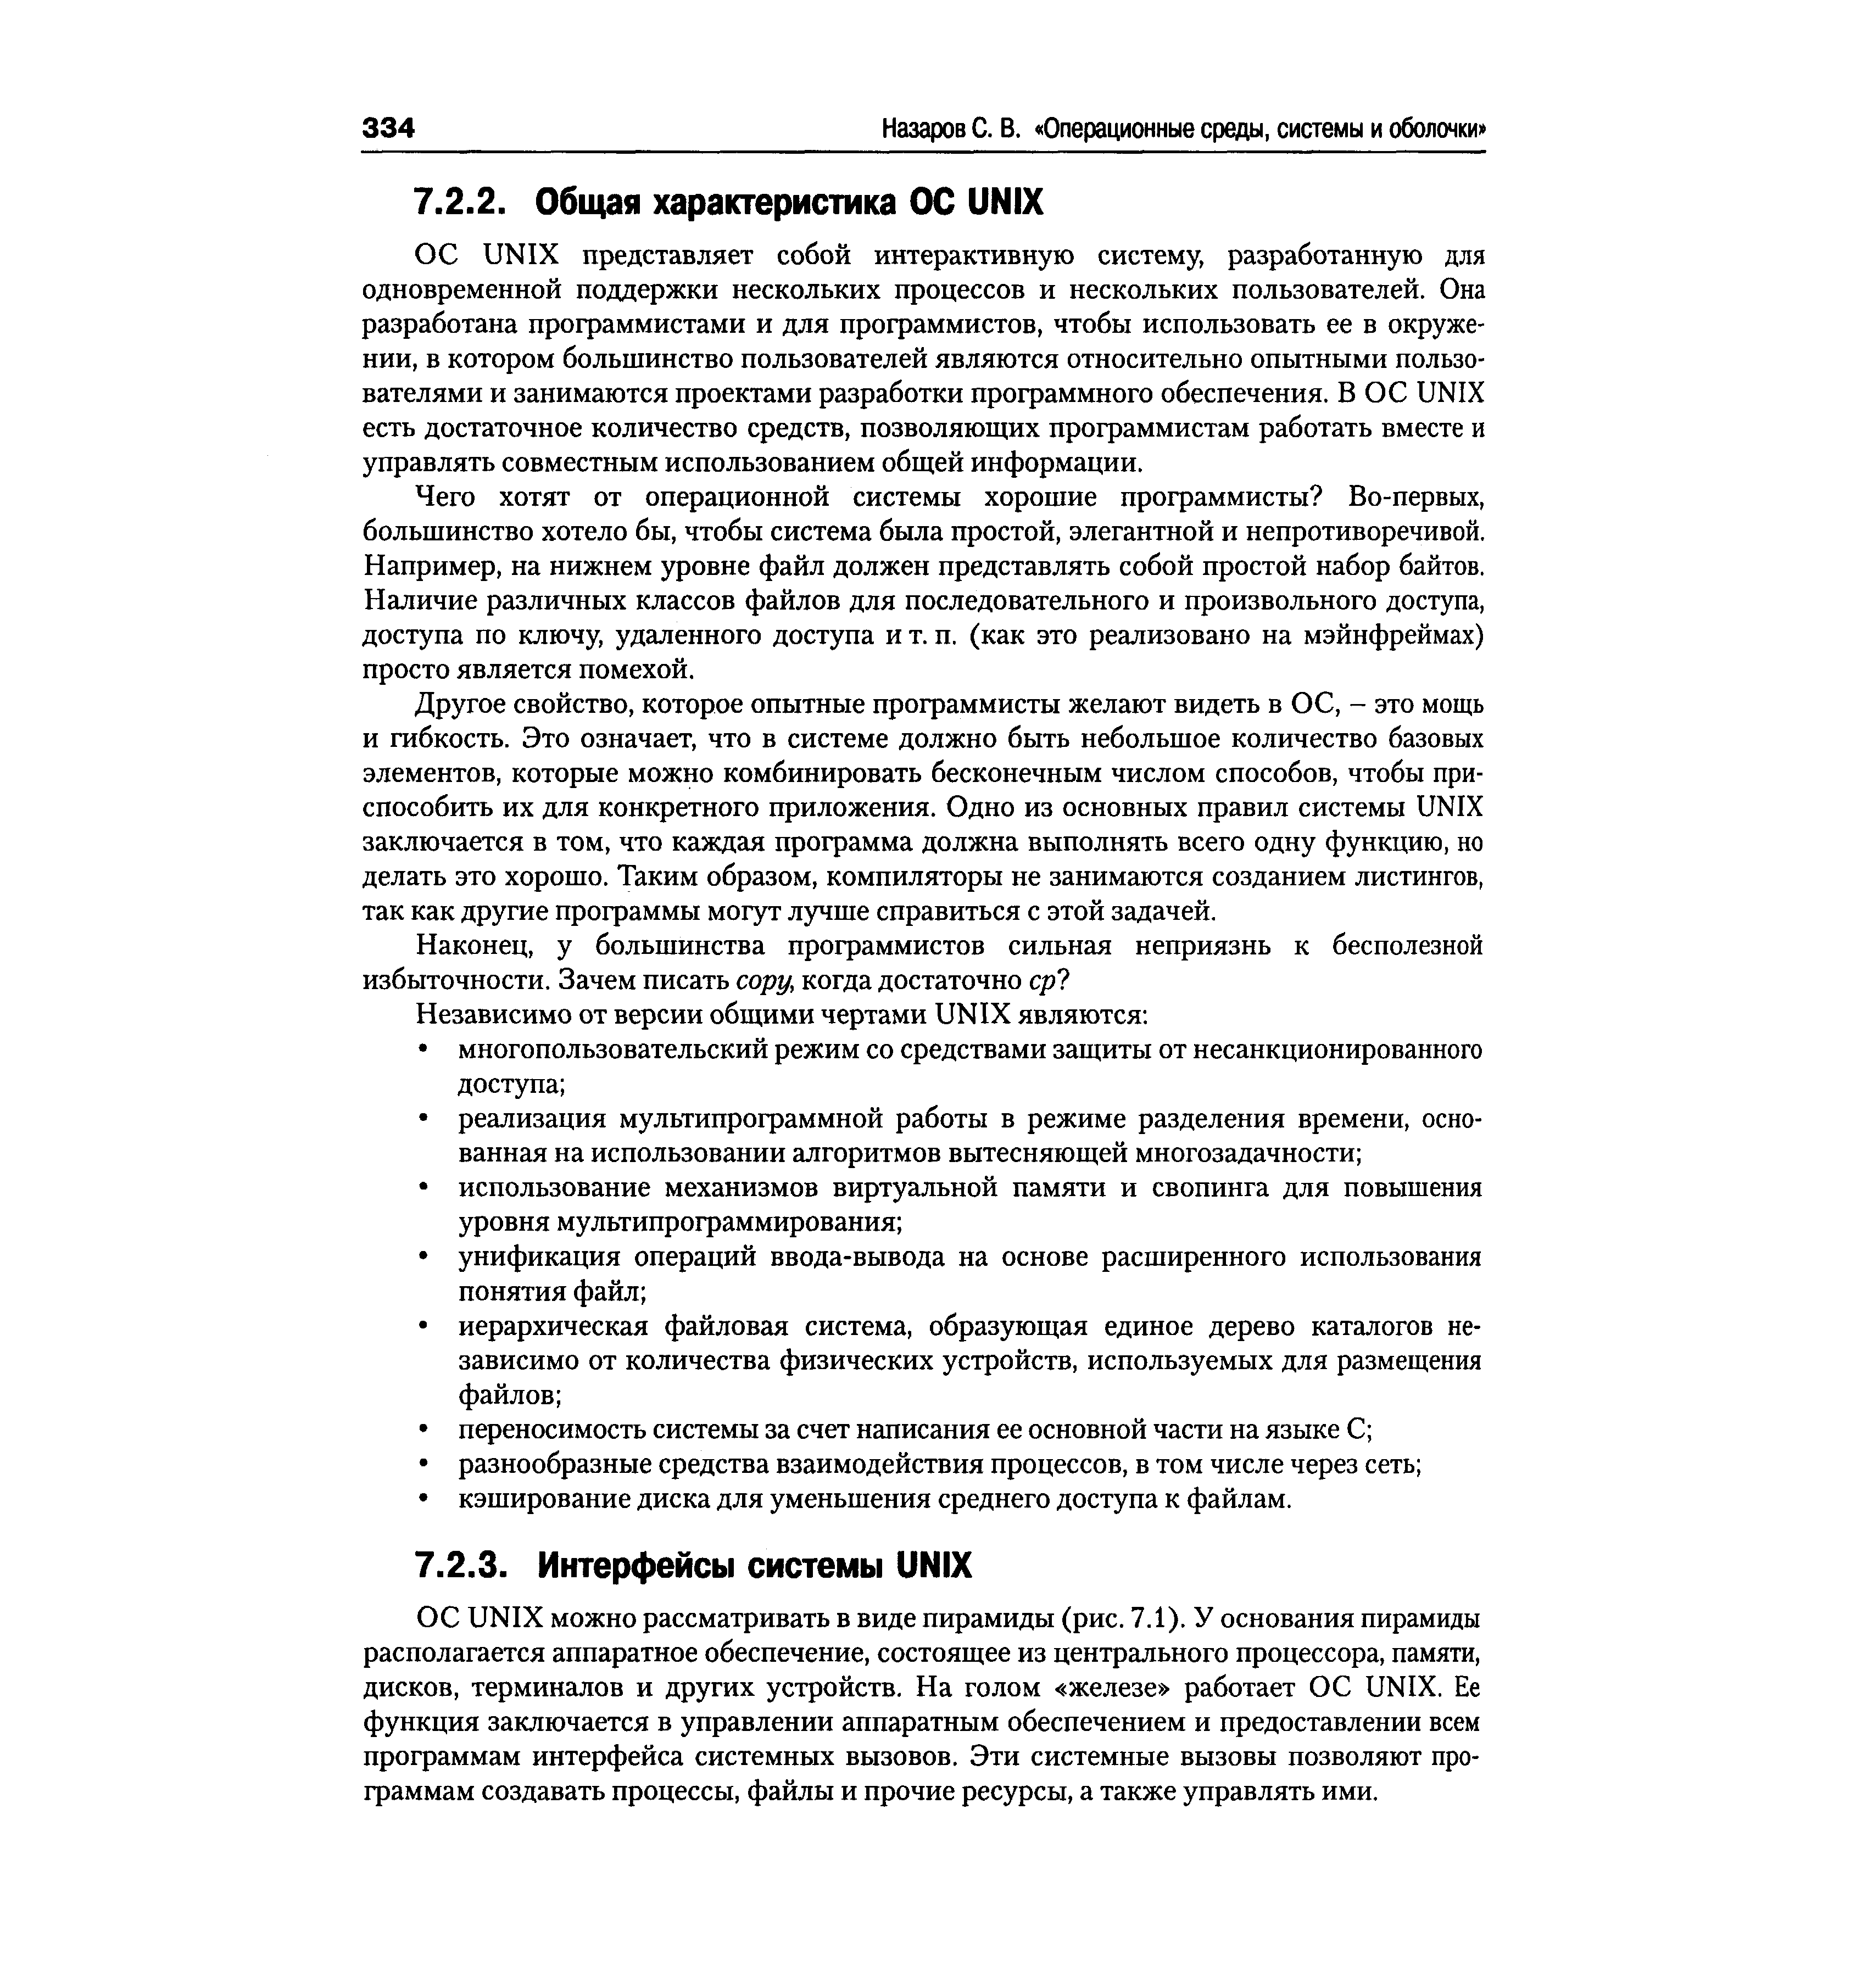 334 Назаров С. В. «Операционные среды, системы и оболочки»
7.2.2. Общая характеристика ОС UNIX
ОС UNIX представляет собой интерактивную систему, разработанную для
одновременной поддержки нескольких процессов и нескольких пользователей. Она
разработана программистами и для программистов, чтобы использовать ее в окруже-
нии, в котором большинство пользователей являются относительно опытными пользо-
вателями и занимаются проектами разработки программного обеспечения. В ОС UNIX
есть достаточное количество средств, позволяющих программистам работать вместе и
управлять совместным использованием общей информации.
Чего хотят от операционной системы хорошие программисты? Во-первых,
большинство хотело бы, чтобы система была простой, элегантной и непротиворечивой.
Например, на нижнем уровне файл должен представлять собой простой набор байтов.
Наличие различных классов файлов для последовательного и произвольного доступа,
доступа по ключу, удаленного доступа и т. п. (как это реализовано на мэйнфреймах)
просто является помехой.
Другое свойство, которое опытные программисты желают видеть в ОС, – это мощь
и гибкость. Это означает, что в системе должно быть небольшое количество базовых
элементов, которые можно комбинировать бесконечным числом способов, чтобы при-
способить их для конкретного приложения. Одно из основных правил системы UNIX
заключается в том, что каждая программа должна выполнять всего одну функцию, но
делать это хорошо. Таким образом, компиляторы не занимаются созданием листингов,
так как другие программы могут лучше справиться с этой задачей.
Наконец, у большинства программистов сильная неприязнь к бесполезной
избыточности. Зачем писать copy, когда достаточно cp?
Независимо от версии общими чертами UNIX являются:
• многопользовательский режим со средствами защиты от несанкционированного
доступа;
• реализация мультипрограммной работы в режиме разделения времени, осно-
ванная на использовании алгоритмов вытесняющей многозадачности;
• использование механизмов виртуальной памяти и свопинга для повышения
уровня мультипрограммирования;
• унификация операций ввода-вывода на основе расширенного использования
понятия файл;
• иерархическая файловая система, образующая единое дерево каталогов не-
зависимо от количества физических устройств, используемых для размещения
файлов;
• переносимость системы за счет написания ее основной части на языке С;
• разнообразные средства взаимодействия процессов, в том числе через сеть;
• кэширование диска для уменьшения среднего доступа к файлам.
7.2.3. Интерфейсы системы UNIX
ОС UNIX можно рассматривать в виде пирамиды (рис. 7.1). У основания пирамиды
располагается аппаратное обеспечение, состоящее из центрального процессора, памяти,
дисков, терминалов и других устройств. На голом «железе» работает ОС UNIX. Ее
функция заключается в управлении аппаратным обеспечением и предоставлении всем
программам интерфейса системных вызовов. Эти системные вызовы позволяют про-
граммам создавать процессы, файлы и прочие ресурсы, а также управлять ими.